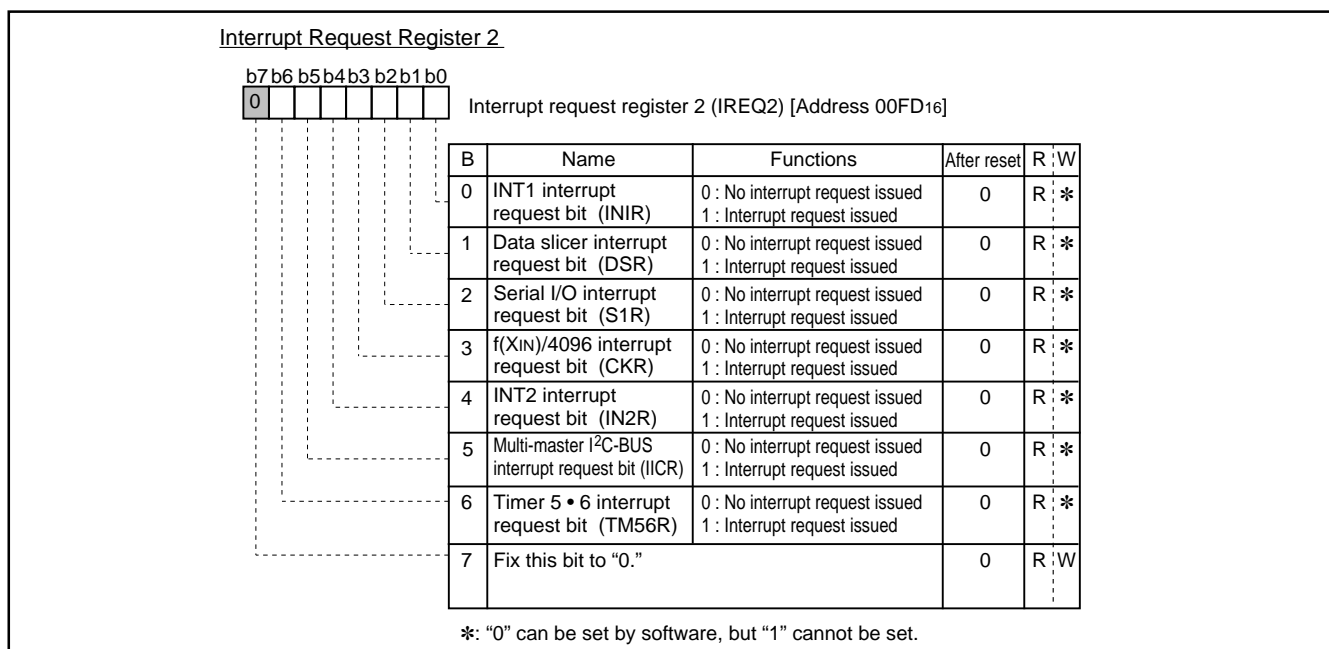 Interrupt Request Register 2
b7 b6 b5 b4 b3 b2 b1 b0
0
Interrupt request register 2 (IREQ2) [Address 00FD16]
B Name Functions After reset R W
0 INT1 interrupt request bit (INIR) 0 : No interrupt request issued 0 R ✻
1 : Interrupt request issued
1 Data slicer interrupt request bit (DSR) 0 : No interrupt request issued 0 R ✻
1 : Interrupt request issued
2 Serial I/O interrupt request bit (S1R) 0 : No interrupt request issued 0 R ✻
1 : Interrupt request issued
3 f(XIN)/4096 interrupt request bit (CKR) 0 : No interrupt request issued 0 R ✻
1 : Interrupt request issued
4 INT2 interrupt request bit (IN2R) 0 : No interrupt request issued 0 R ✻
1 : Interrupt request issued
5 Multi-master I2C-BUS interrupt request bit (IICR) 0 : No interrupt request issued 0 R ✻
1 : Interrupt request issued
6 Timer 5 • 6 interrupt request bit (TM56R) 0 : No interrupt request issued 0 R ✻
1 : Interrupt request issued
7 Fix this bit to “0.” 0 R W
✻: “0” can be set by software, but “1” cannot be set.